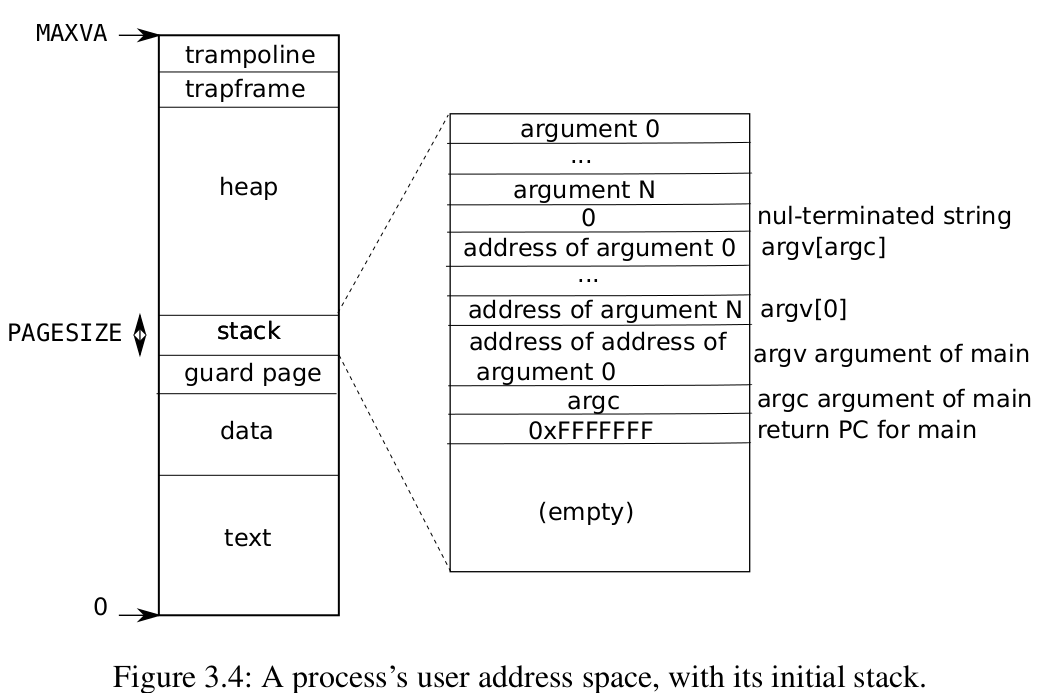 MAXVA
trampoline
trapframe
heap
PAGESIZE
stack
guard page
data
text
0
argument 0
...
argument N
0 nul-terminated string
address of argument 0 argv[argc]
...
address of argument N argv[0]
address of address of
argument 0
argv argument of main
argc argc argument of main
0xFFFFFFF return PC for main
(empty)
Figure 3.4: A process’s user address space, with its initial stack.